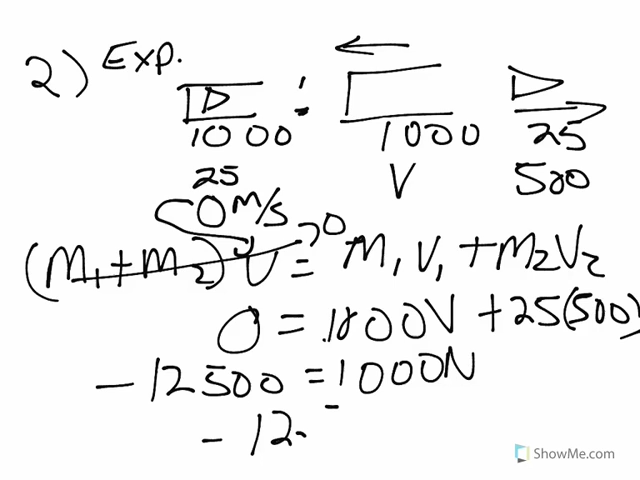 2) Exp.
1000 : 1000 25
25 V 500
0 M/S
(M₁+M₂)V = M₁V₁ + M₂V₂
0
0 = 1000V + 25(500)
-12500 = 1000V
-12.
ShowMe.com